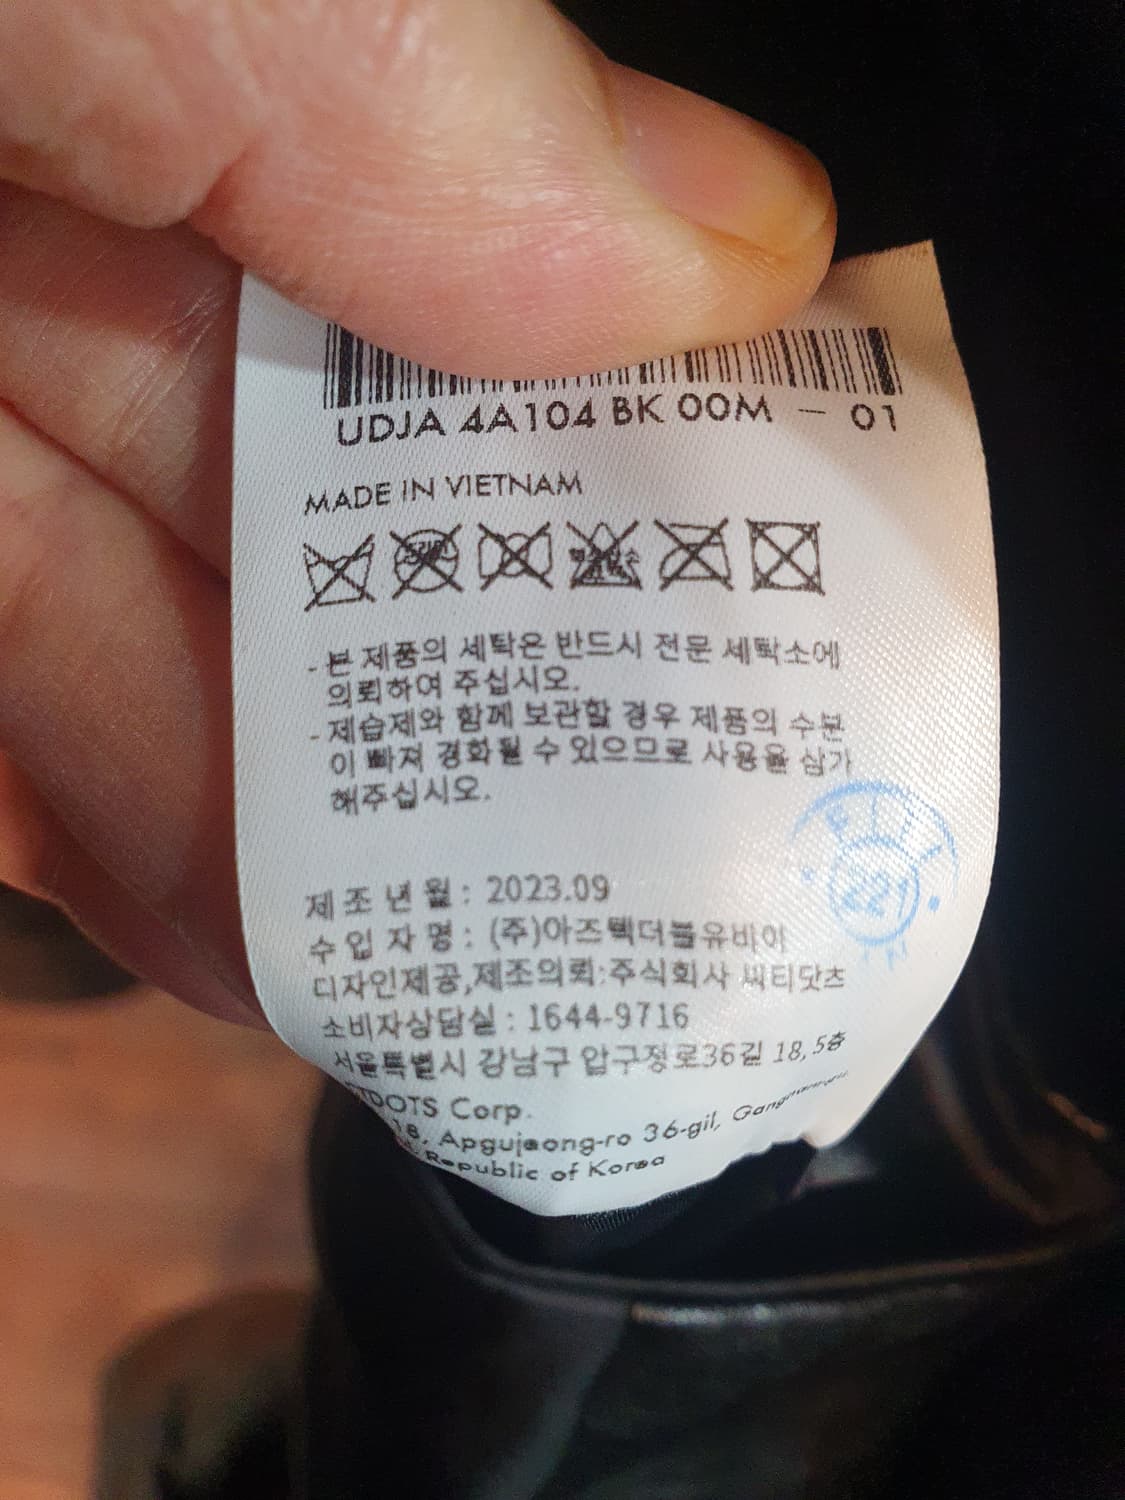 UDJA 4A104 BK 00M - 01
MADE IN VIETNAM
- 본 제품의 세탁은 반드시 전문 세탁소에
의뢰하여 주십시오.
- 제습제와 함께 보관할 경우 제품의 수분
이 빠져 경화될 수 있으므로 사용을 삼가
해주십시오.
제 조 년 월 : 2023.09
수 입 자 명 : (주)아즈텍더블유바이
디자인제공,제조의뢰:주식회사 씨티닷츠
소비자상담실 : 1644-9716
서울특별시 강남구 압구정로36길 18, 5층
Corp.
18, Apgujeong-ro 36-gil,
Republic of Korea
221